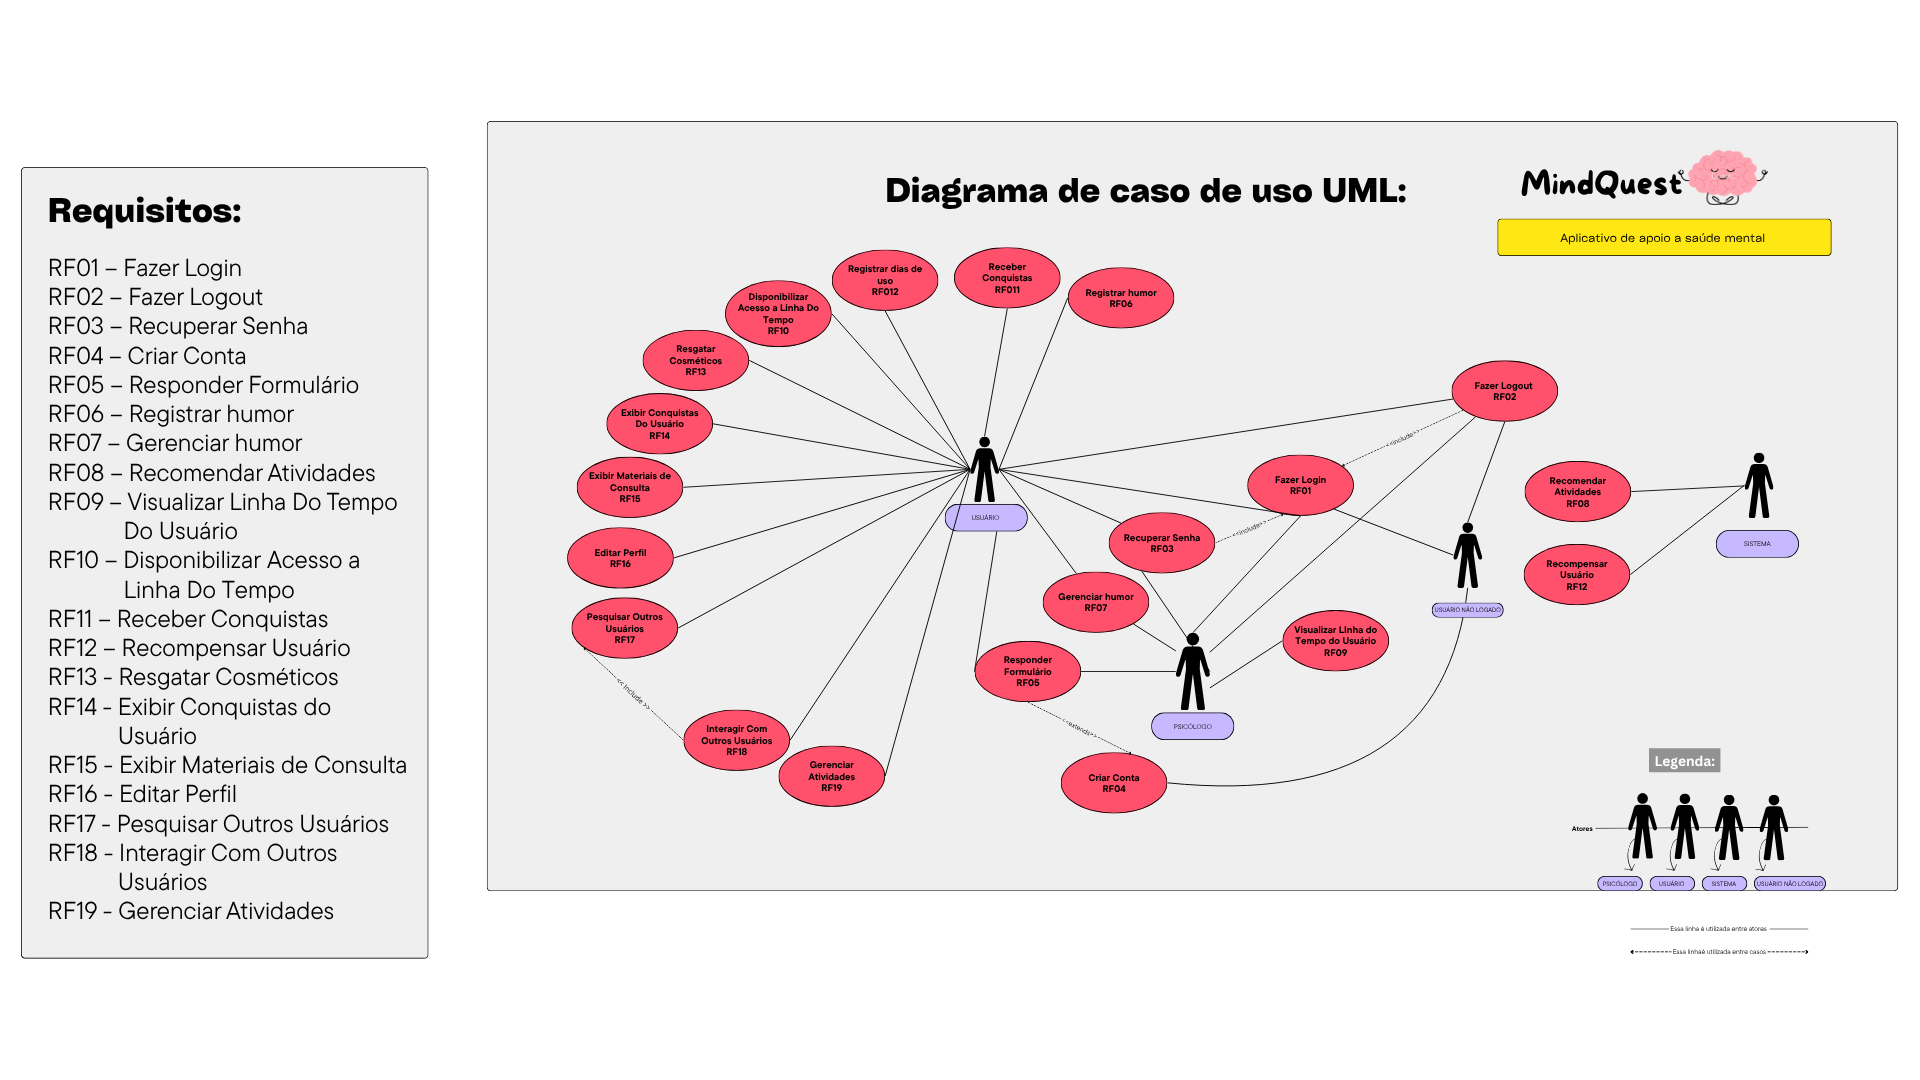 Requisitos:
RF01 – Fazer Login
RF02 – Fazer Logout
RF03 – Recuperar Senha
RF04 – Criar Conta
RF05 – Responder Formulário
RF06 – Registrar humor
RF07 – Gerenciar humor
RF08 – Recomendar Atividades
RF09 – Visualizar Linha Do Tempo
Do Usuário
RF10 – Disponibilizar Acesso a
Linha Do Tempo
RF11 – Receber Conquistas
RF12 – Recompensar Usuário
RF13 - Resgatar Cosméticos
RF14 - Exibir Conquistas do
Usuário
RF15 - Exibir Materiais de Consulta
RF16 - Editar Perfil
RF17 - Pesquisar Outros Usuários
RF18 - Interagir Com Outros
Usuários
RF19 - Gerenciar Atividades
Diagrama de caso de uso UML:
MindQuest
Aplicativo de apoio a saúde mental
Registrar dias de
uso
RF012
Receber
Conquistas
RF011
Registrar humor
RF06
Disponibilizar
Acesso a Linha Do
Tempo
RF10
Resgatar
Cosméticos
RF13
Exibir Conquistas
Do Usuário
RF14
Exibir Materiais de
Consulta
RF15
Editar Perfil
RF16
Pesquisar Outros
Usuários
RF17
<< Include >>
Interagir Com
Outros Usuários
RF18
Gerenciar
Atividades
RF19
USUÁRIO
Fazer Logout
RF02
<<include>>
Fazer Login
RF01
<<include>>
Recuperar Senha
RF03
Gerenciar humor
RF07
Visualizar LInha do
Tempo do Usuário
RF09
Responder
Formulário
RF05
<<extends>>
Criar Conta
RF04
PSICÓLOGO
USUÁRIO NÃO LOGADO
Recomendar
Atividades
RF08
Recompensar
Usuário
RF12
SISTEMA
Legenda:
Atores
PSICÓLOGO
USUÁRIO
SISTEMA
USUÁRIO NÃO LOGADO
Essa linha é utilizada entre atores
Essa linhaé utilizada entre casos